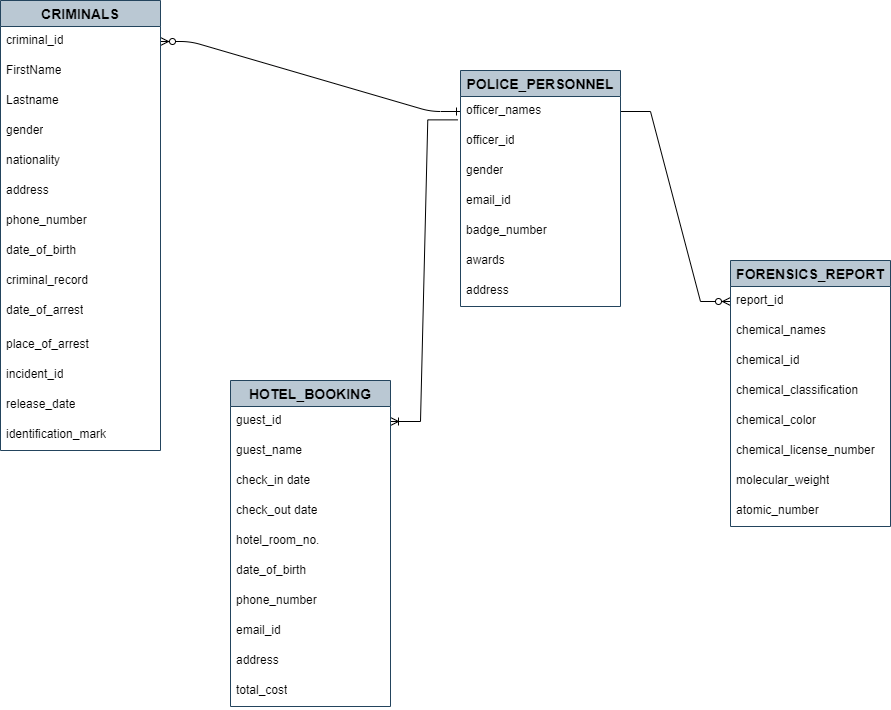 CRIMINALS
criminal_id
FirstName
Lastname
gender
nationality
address
phone_number
date_of_birth
criminal_record
date_of_arrest
place_of_arrest
incident_id
release_date
identification_mark
POLICE_PERSONNEL
officer_names
officer_id
gender
email_id
badge_number
awards
address
FORENSICS_REPORT
report_id
chemical_names
chemical_id
chemical_classification
chemical_color
chemical_license_number
molecular_weight
atomic_number
HOTEL_BOOKING
guest_id
guest_name
check_in date
check_out date
hotel_room_no.
date_of_birth
phone_number
email_id
address
total_cost